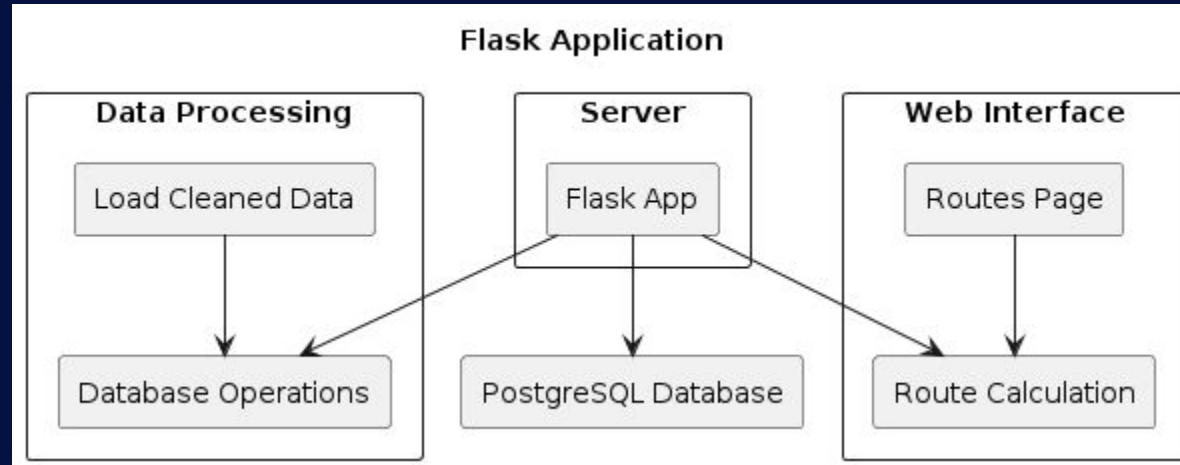 Flask Application
Data Processing
Server
Web Interface
Load Cleaned Data
Flask App
Routes Page
Database Operations
PostgreSQL Database
Route Calculation